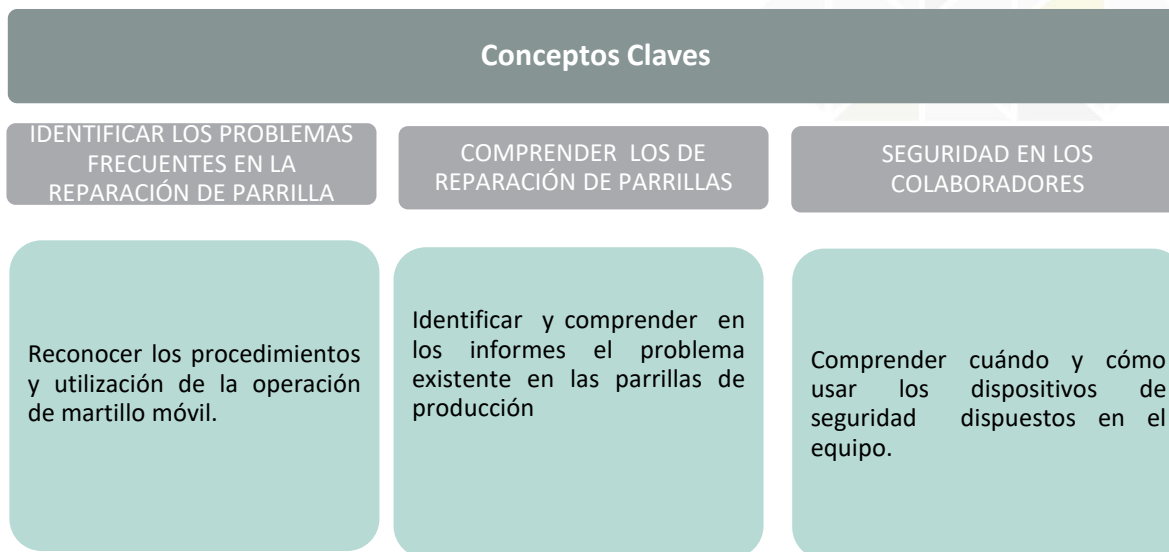 Conceptos Claves
IDENTIFICAR LOS PROBLEMAS
FRECUENTES EN LA
REPARACIÓN DE PARRILLA
COMPRENDER LOS DE
REPARACIÓN DE PARRILLAS
SEGURIDAD EN LOS
COLABORADORES
Reconocer los procedimientos
y utilización de la operación
de martillo móvil.
Identificar y comprender en
los informes el problema
existente en las parrillas de
producción
Comprender cuándo y cómo
usar los dispositivos de
seguridad dispuestos en el
equipo.